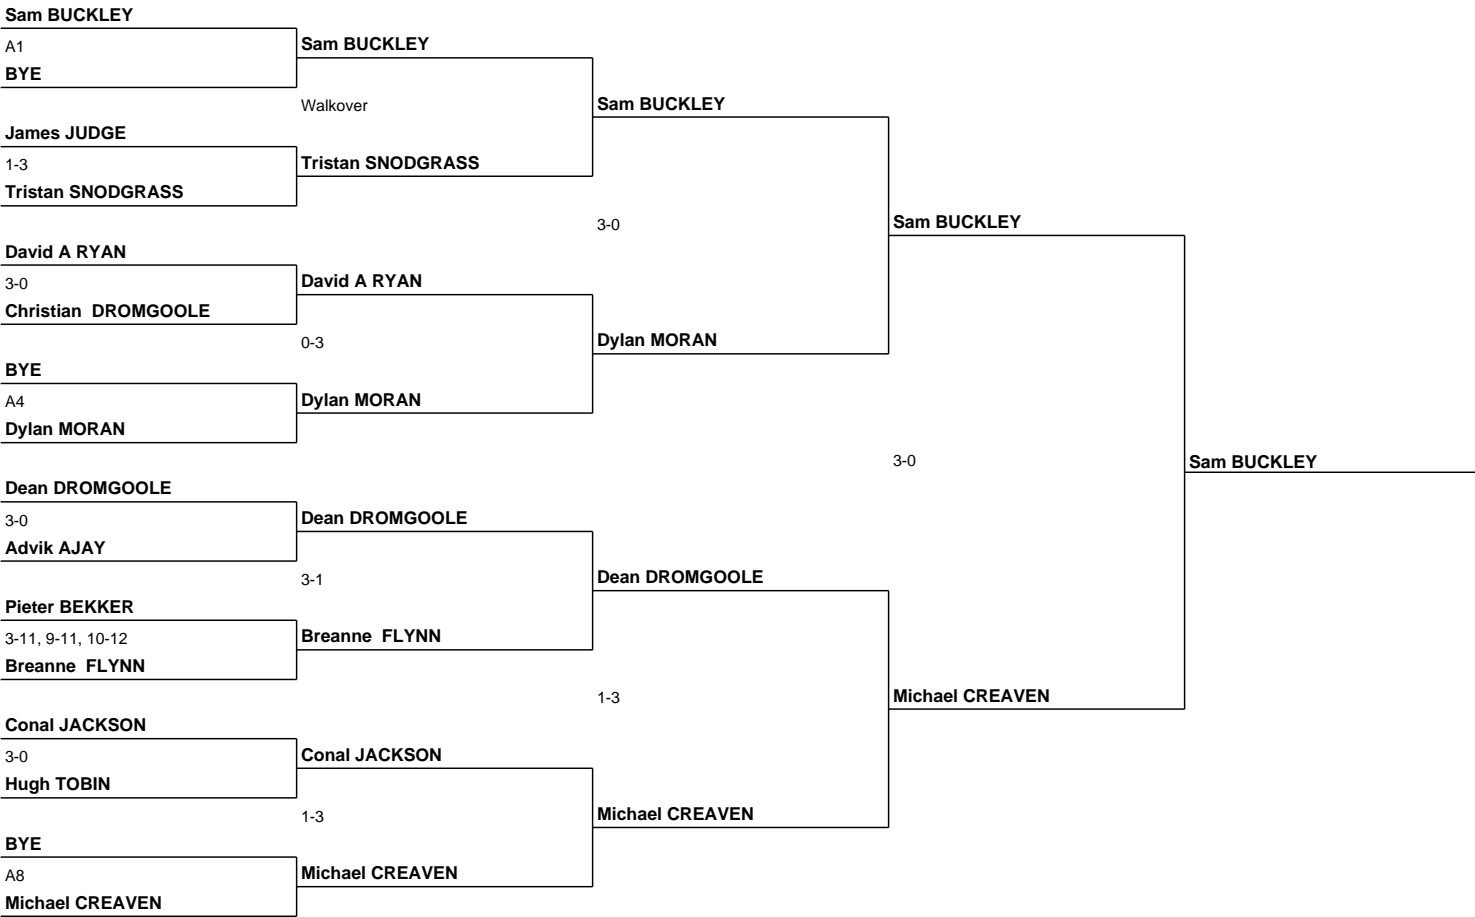 Sam BUCKLEY
A1
BYE
Sam BUCKLEY
Walkover
Sam BUCKLEY
James JUDGE
1-3
Tristan SNODGRASS
Tristan SNODGRASS
3-0
Sam BUCKLEY
David A RYAN
3-0
Christian  DROMGOOLE
David A RYAN
0-3
Dylan MORAN
BYE
A4
Dylan MORAN
Dylan MORAN
3-0
Sam BUCKLEY
Dean DROMGOOLE
3-0
Advik AJAY
Dean DROMGOOLE
3-1
Dean DROMGOOLE
Pieter BEKKER
3-11, 9-11, 10-12
Breanne  FLYNN
Breanne  FLYNN
1-3
Michael CREAVEN
Conal JACKSON
3-0
Hugh TOBIN
Conal JACKSON
1-3
Michael CREAVEN
BYE
A8
Michael CREAVEN
Michael CREAVEN